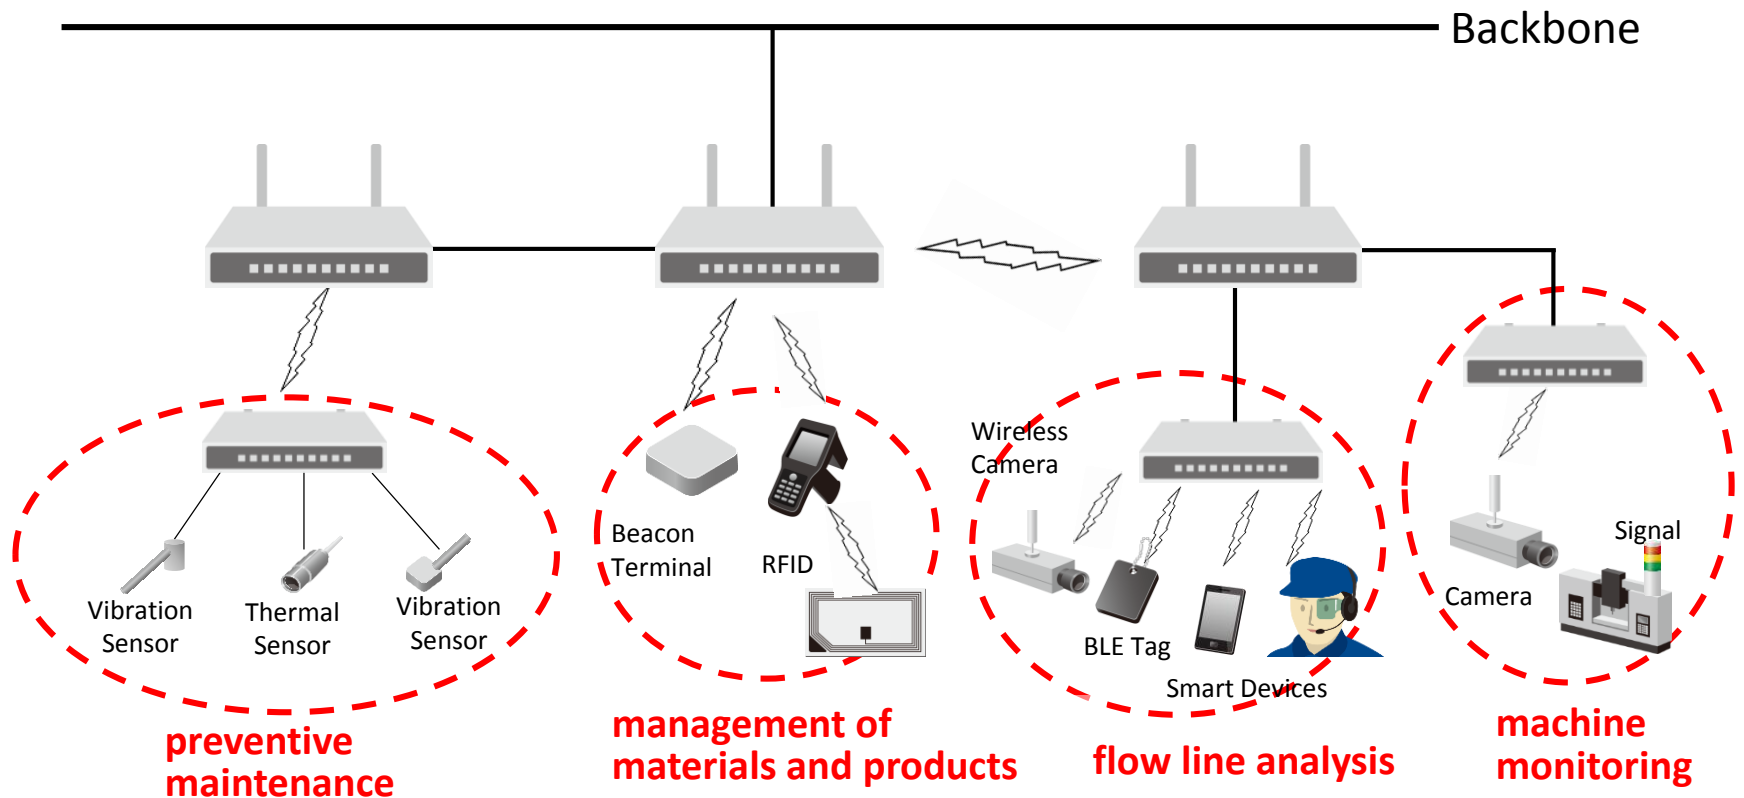 Backbone
Wireless
Camera
Beacon
Terminal
RFID
Signal
Camera
Vibration
Sensor
Thermal
Sensor
Vibration
Sensor
BLE Tag
Smart Devices
preventive
maintenance
management of
materials and products
flow line analysis
machine
monitoring